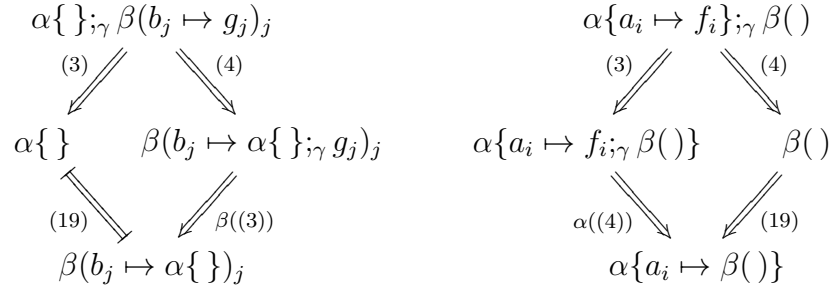 α{ };ᵧ β(bⱼ ↦ gⱼ)ⱼ α{aᵢ ↦ fᵢ};ᵧ β( )
(3) (4) (3) (4)
α{ } β(bⱼ ↦ α{ };ᵧ gⱼ)ⱼ α{aᵢ ↦ fᵢ;ᵧ β( )} β( )
(19) β((3)) α((4)) (19)
β(bⱼ ↦ α{ })ⱼ α{aᵢ ↦ β( )}